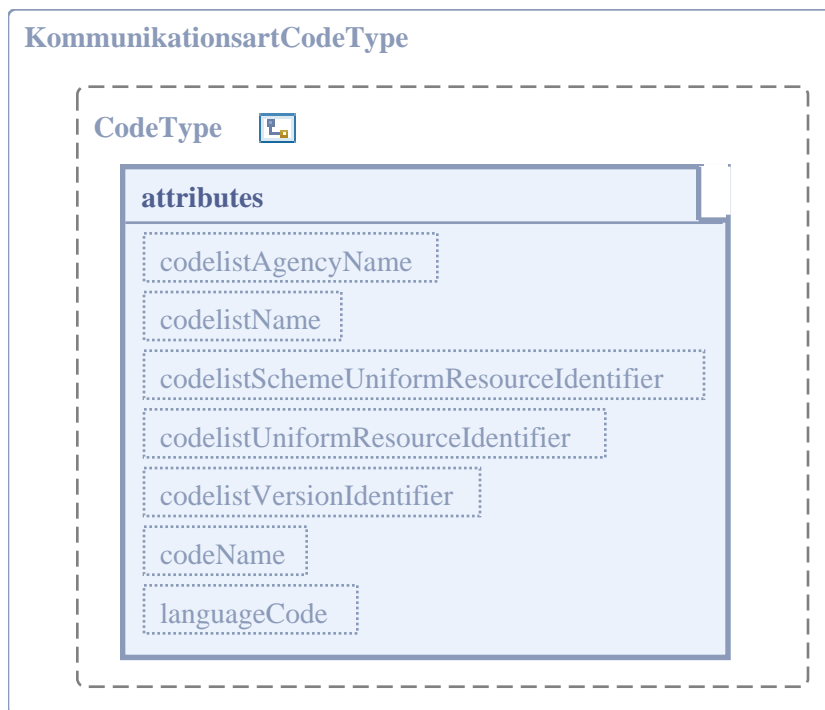 KommunikationsartCodeType
CodeType
attributes
codelistAgencyName
codelistName
codelistSchemeUniformResourceIdentifier
codelistUniformResourceIdentifier
codelistVersionIdentifier
codeName
languageCode